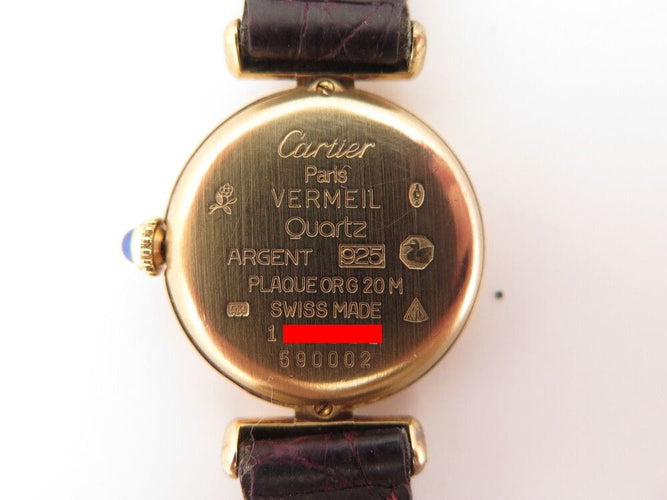 Cartier
Paris
VERMEIL
Quartz
ARGENT 925
PLAQUE OR G 20 M
SWISS MADE
1
590002